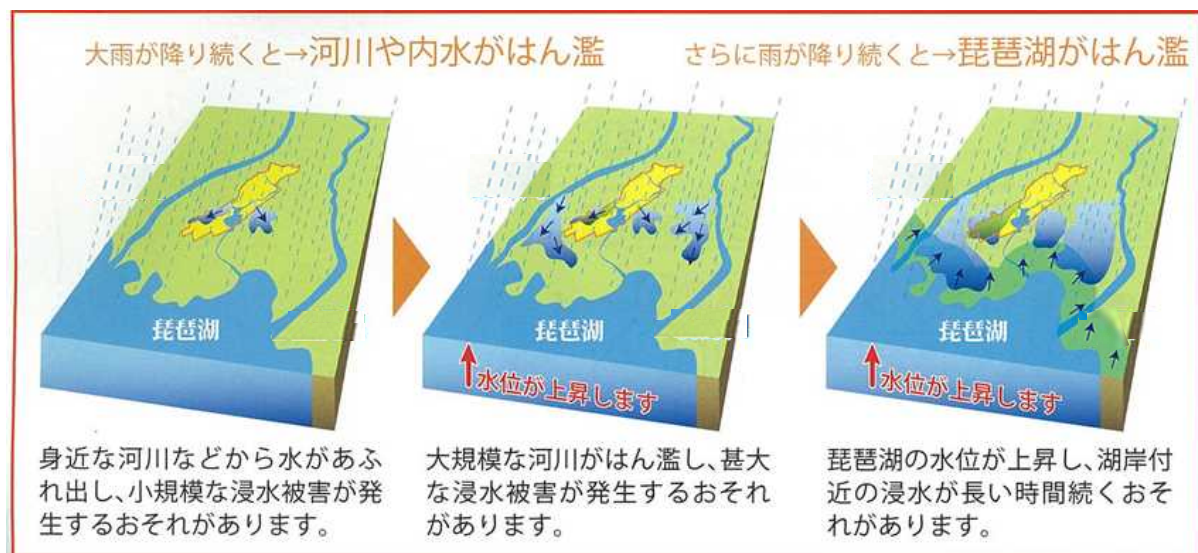 大雨が降り続くと→河川や内水がはん濫
さらに雨が降り続くと→琵琶湖がはん濫
琵琶湖
琵琶湖
水位が上昇します
琵琶湖
水位が上昇します
身近な河川などから水があふ
れ出し、小規模な浸水被害が発
生するおそれがあります。
大規模な河川がはん濫し、甚大
な浸水被害が発生するおそれ
があります。
琵琶湖の水位が上昇し、湖岸付
近の浸水が長い時間続くおそ
れがあります。